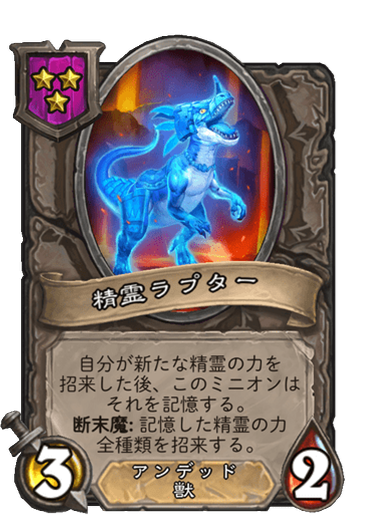 精霊ラプター
自分が新たな精霊の力を
招来した後、このミニオンは
それを記憶する。
断末魔: 記憶した精霊の力
全種類を招来する。
アンデッド
3
獣
2